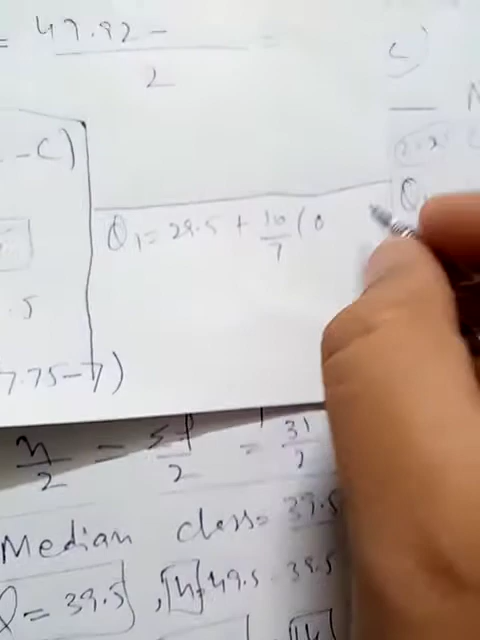 = 47.92 -
2
c)
- C)
Q₁ = 29.5 + 10/7 (0
.5
7.75-7)
n/2 = Σf/2 = 31/2
Median class = 39.5
l = 39.5, h = 49.5 - 39.5